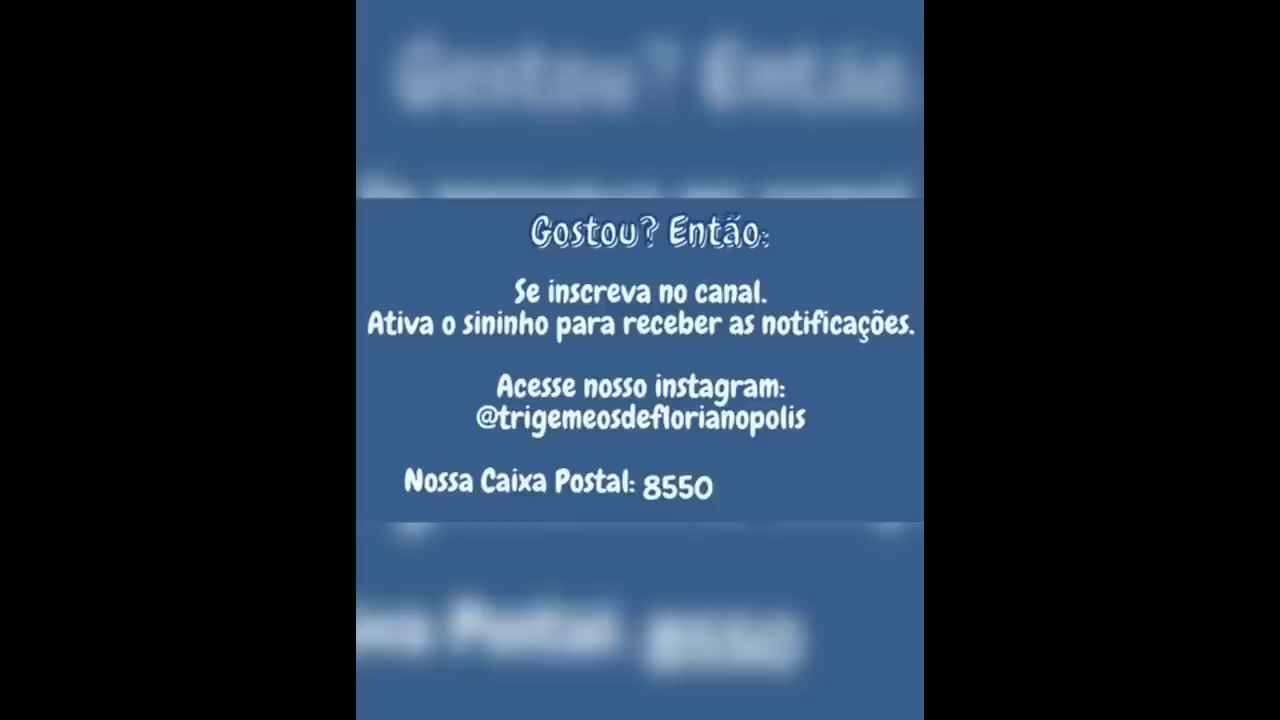 Gostou? Então:
Se inscreva no canal.
Ativa o sininho para receber as notificações.
Acesse nosso instagram:
@trigemeosdeflorianopolis
Nossa Caixa Postal: 8550